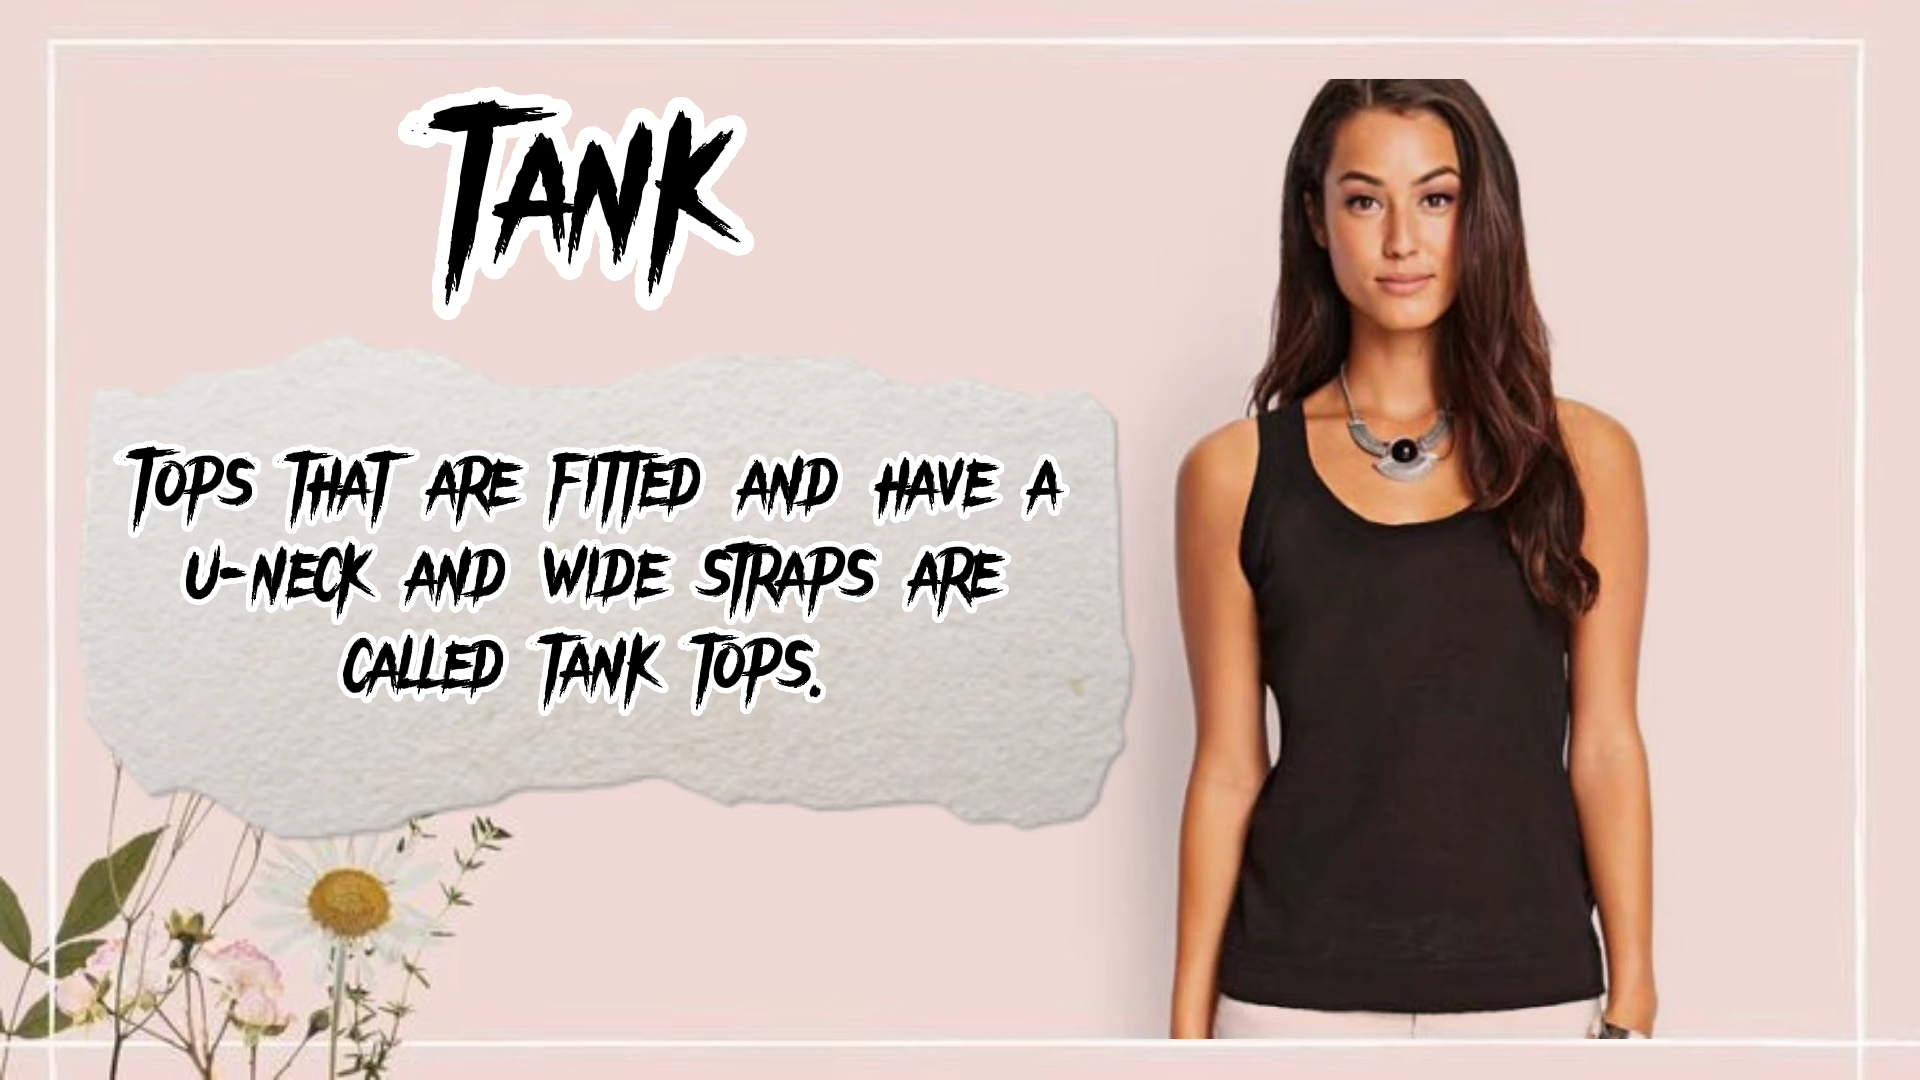 Tank
Tops that are fitted and have a
u-neck and wide straps are
called Tank Tops.